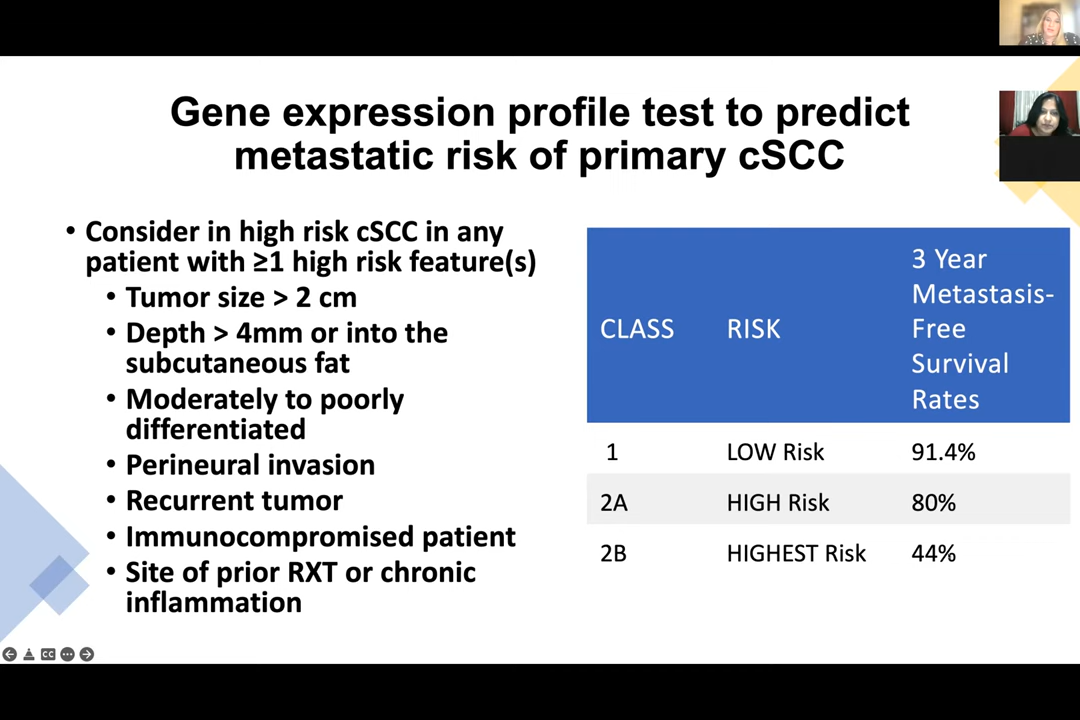 Gene expression profile test to predict
metastatic risk of primary cSCC
• Consider in high risk cSCC in any
patient with ≥1 high risk feature(s)
• Tumor size > 2 cm
• Depth > 4mm or into the
subcutaneous fat
• Moderately to poorly
differentiated
• Perineural invasion
• Recurrent tumor
• Immunocompromised patient
• Site of prior RXT or chronic
inflammation
CLASS RISK 3 Year
Metastasis-
Free
Survival
Rates
1 LOW Risk 91.4%
2A HIGH Risk 80%
2B HIGHEST Risk 44%
CC